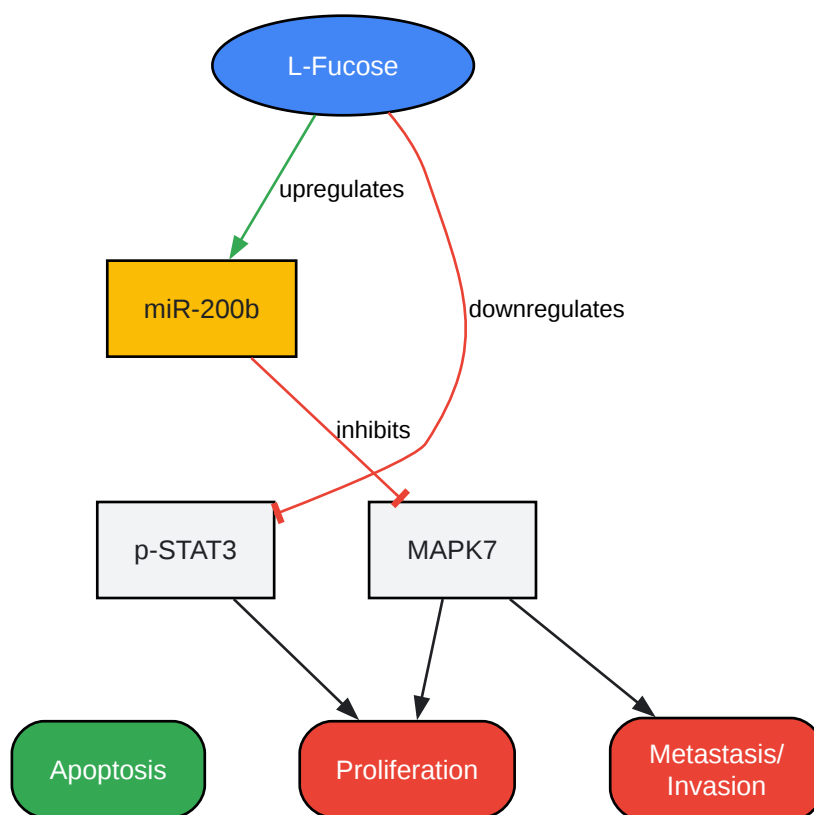 L-Fucose
upregulates
miR-200b
downregulates
inhibits
p-STAT3
MAPK7
Apoptosis
Proliferation
Metastasis/
Invasion